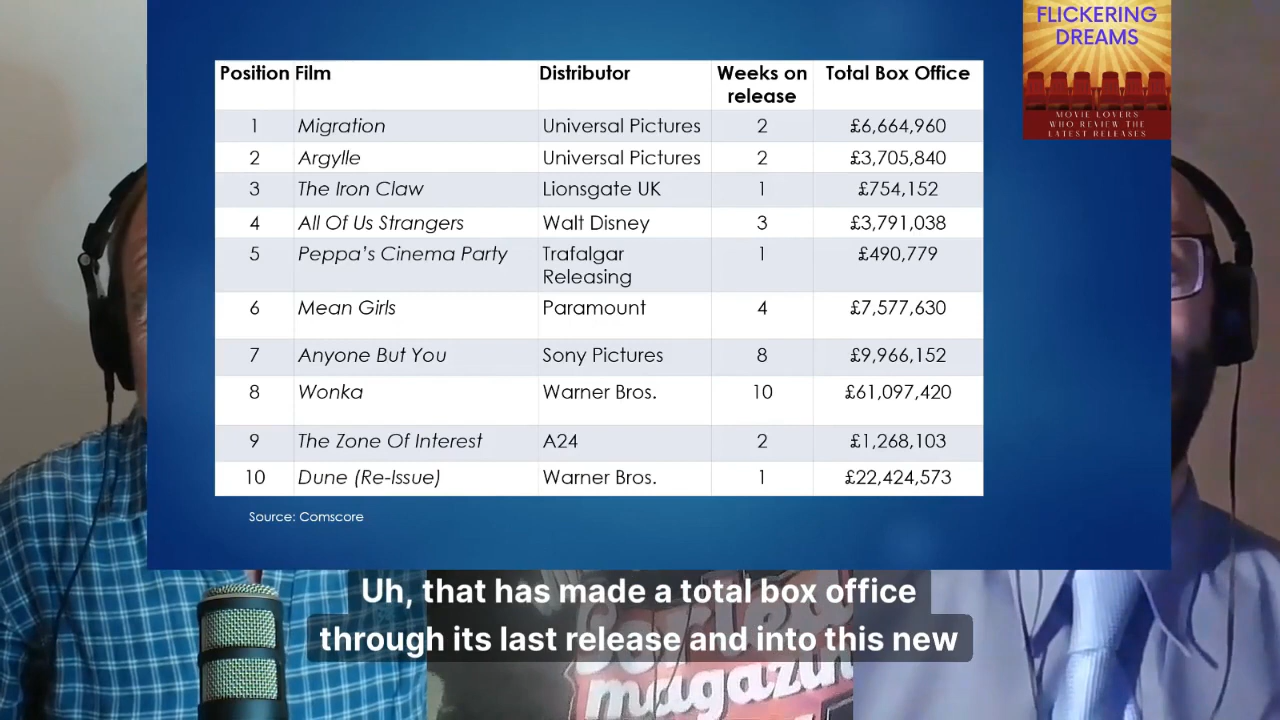 FLICKERING
DREAMS
MOVIE LOVERS
WHO REVIEW THE
LATEST RELEASES
Position Film Distributor Weeks on release Total Box Office
1 Migration Universal Pictures 2 £6,664,960
2 Argylle Universal Pictures 2 £3,705,840
3 The Iron Claw Lionsgate UK 1 £754,152
4 All Of Us Strangers Walt Disney 3 £3,791,038
5 Peppa’s Cinema Party Trafalgar Releasing 1 £490,779
6 Mean Girls Paramount 4 £7,577,630
7 Anyone But You Sony Pictures 8 £9,966,152
8 Wonka Warner Bros. 10 £61,097,420
9 The Zone Of Interest A24 2 £1,268,103
10 Dune (Re-Issue) Warner Bros. 1 £22,424,573
Source: Comscore
Uh, that has made a total box office
through its last release and into this new